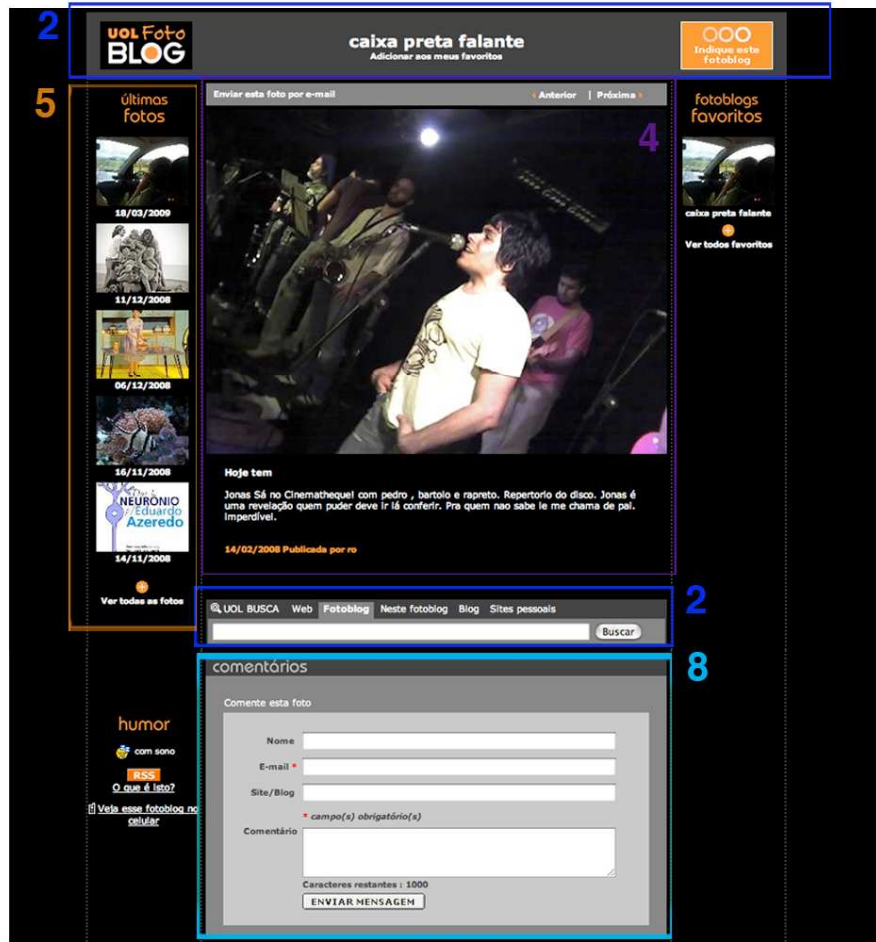 2
UOL Foto
BLOG
caixa preta falante
Adicionar aos meus favoritos
Indique este
fotoblog
5
últimas
fotos
18/03/2009
11/12/2008
06/12/2008
16/11/2008
NEURÔNIO
Eduardo
Azeredo
14/11/2008
Ver todas as fotos
Enviar esta foto por e-mail
Anterior | Próxima
4
Hoje tem
Jonas Sá no Cinematheque! com pedro , bartolo e rapreto. Repertorio do disco. Jonas é
uma revelação quem puder deve ir lá conferir. Pra quem nao sabe le me chama de pai.
Imperdível.
14/02/2008 Publicada por ro
fotoblogs
favoritos
caixa preta falante
Ver todos favoritos
2
UOL BUSCA Web Fotoblog Neste fotoblog Blog Sites pessoais
Buscar
8
comentários
Comente esta foto
Nome
E-mail *
Site/Blog
* campo(s) obrigatório(s)
Comentário
Caracteres restantes : 1000
ENVIAR MENSAGEM
humor
com sono
RSS
O que é isto?
Veja esse fotoblog no
celular